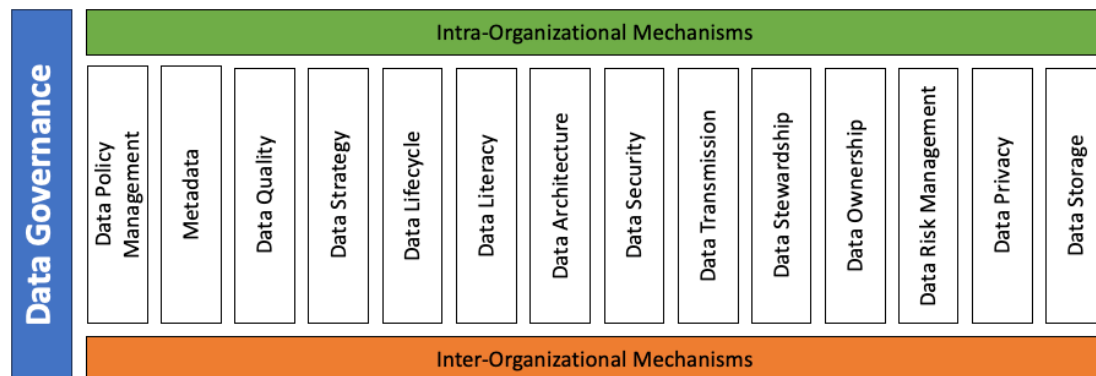 Data Governance
Intra-Organizational Mechanisms
Data Policy
Management
Metadata
Data Quality
Data Strategy
Data Lifecycle
Data Literacy
Data Architecture
Data Security
Data Transmission
Data Stewardship
Data Ownership
Data Risk Management
Data Privacy
Data Storage
Inter-Organizational Mechanisms